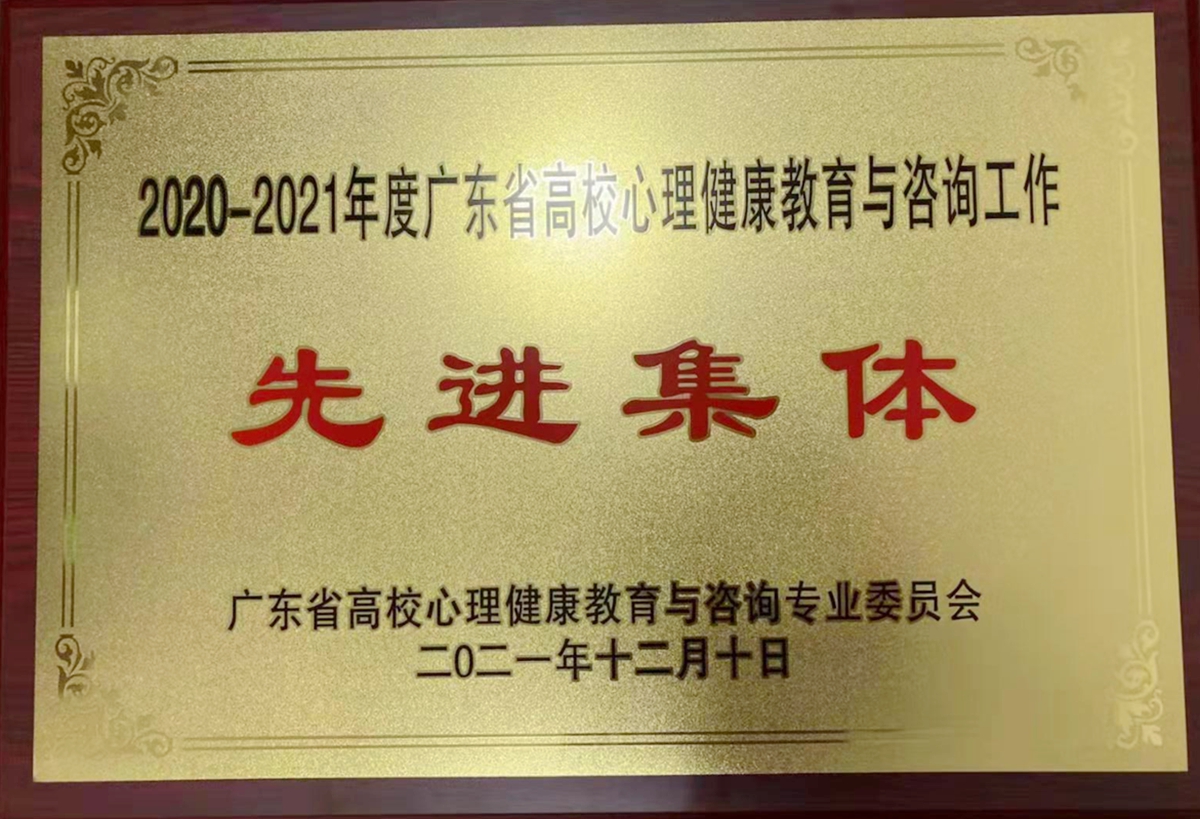 2020-2021年度广东省高校心理健康教育与咨询工作
先进集体
广东省高校心理健康教育与咨询专业委员会
二0二一年十二月十日